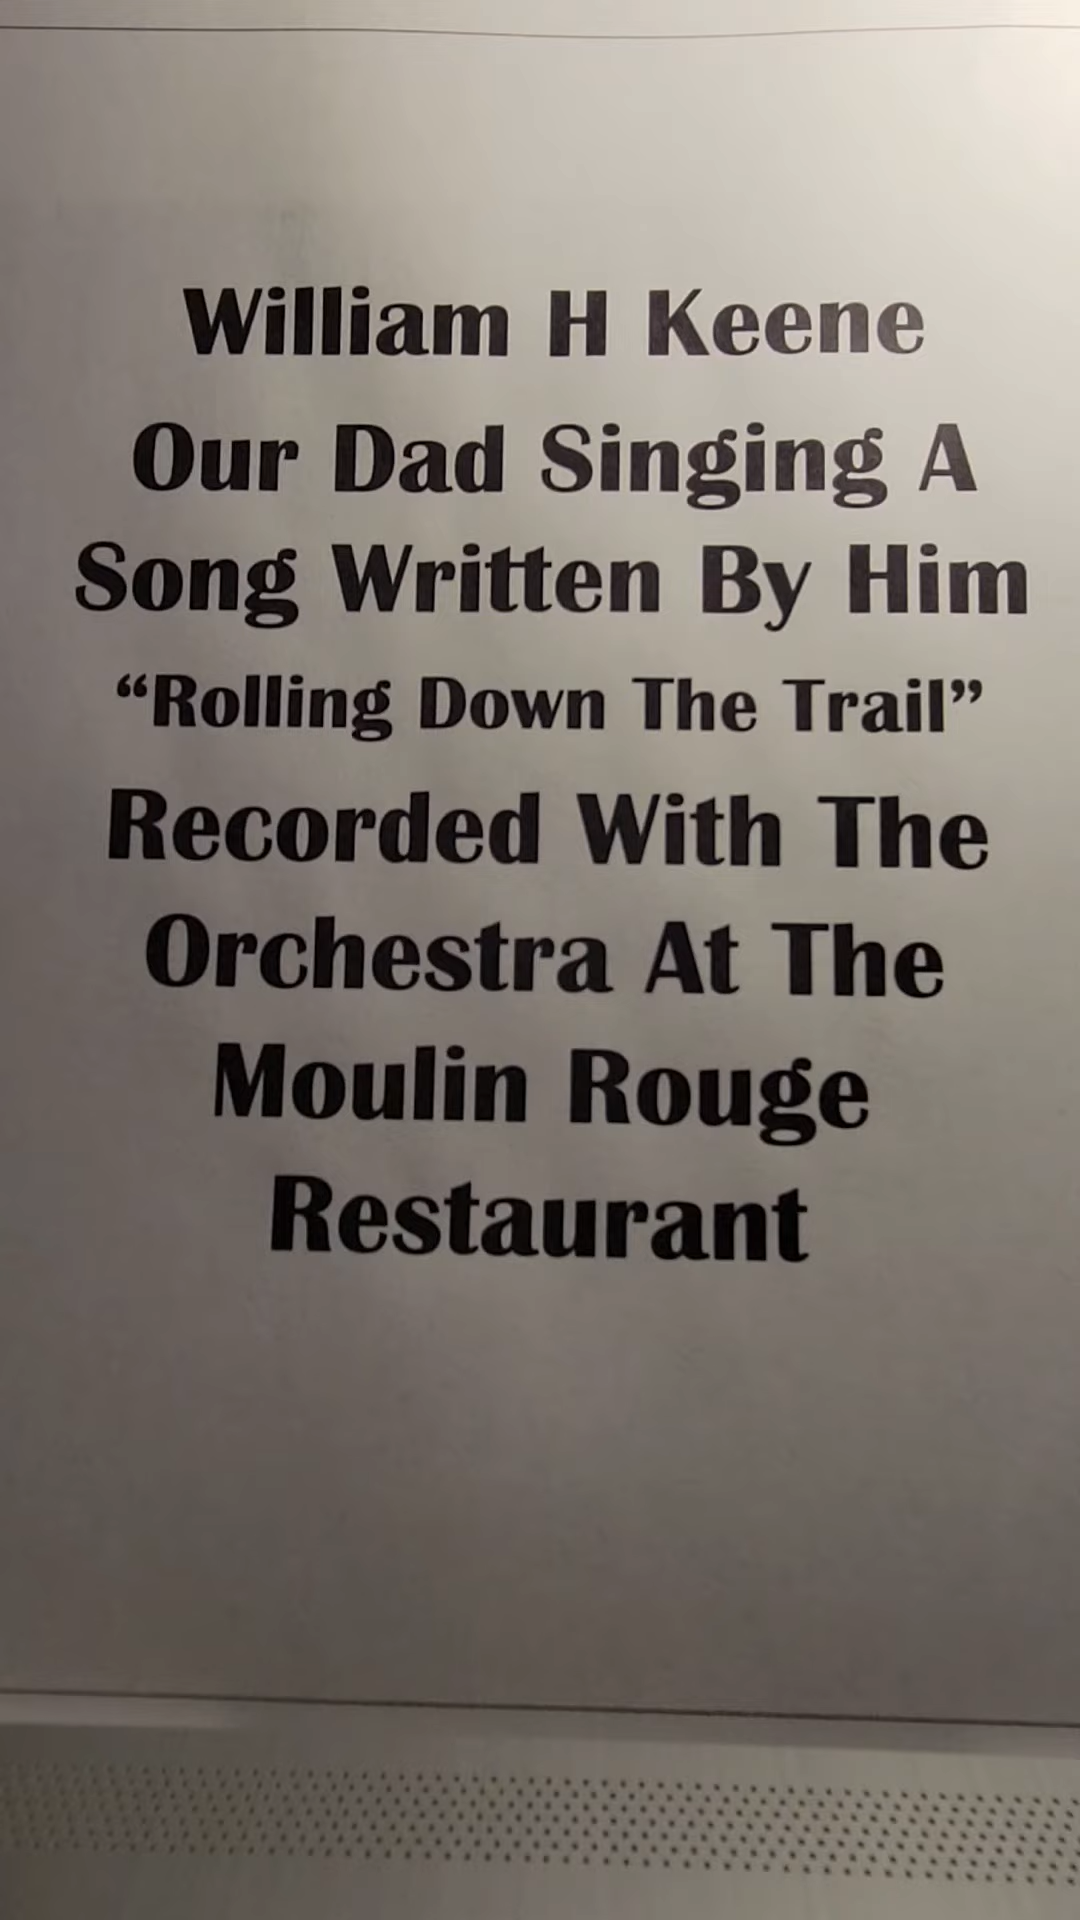 William H Keene
Our Dad Singing A
Song Written By Him
“Rolling Down The Trail”
Recorded With The
Orchestra At The
Moulin Rouge
Restaurant